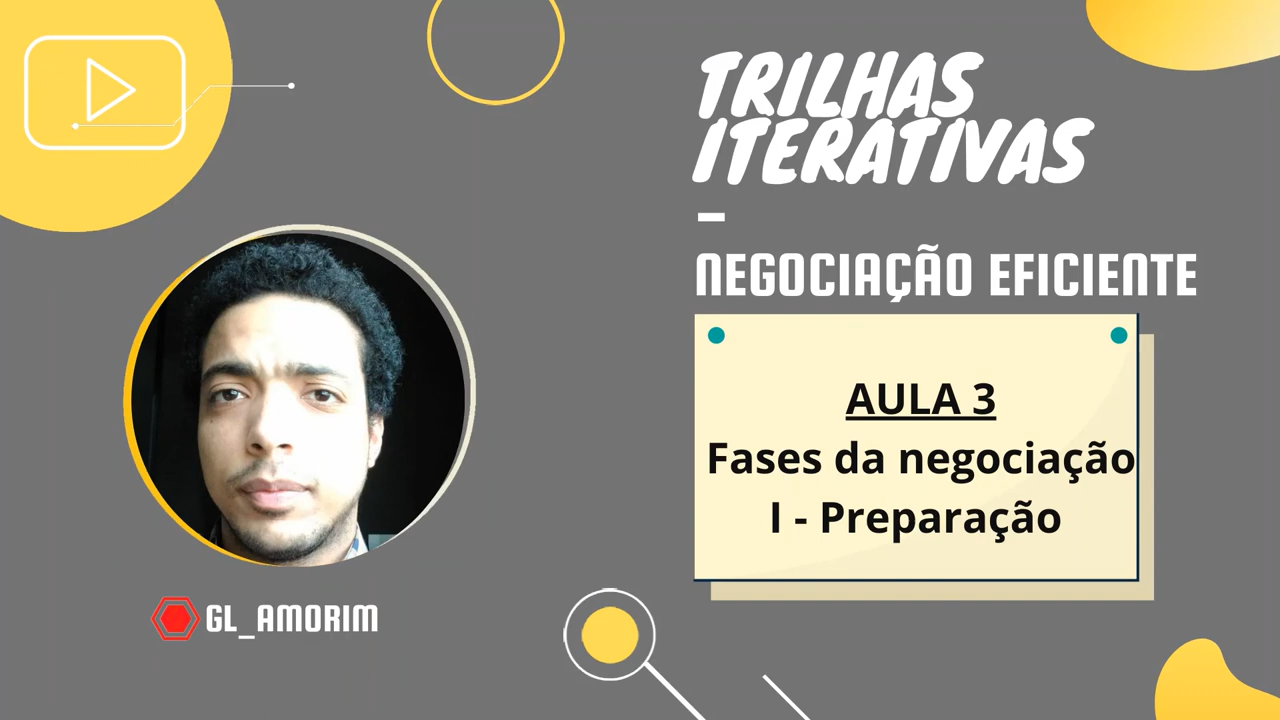 TRILHAS
ITERATIVAS
–
NEGOCIAÇÃO EFICIENTE
AULA 3
Fases da negociação
I - Preparação
GL_AMORIM